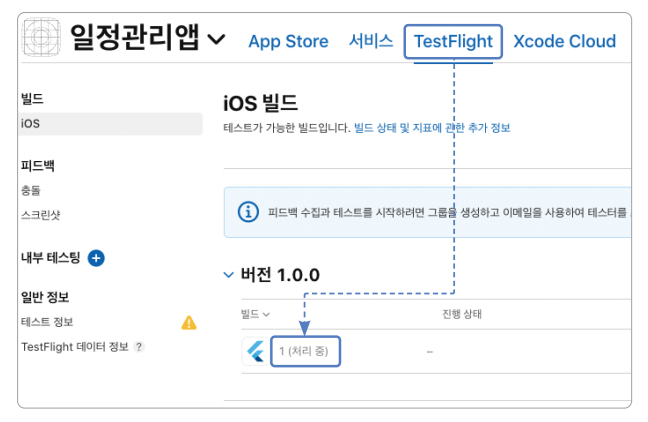 일정관리앱 App Store 서비스 TestFlight Xcode Cloud
빌드
iOS
피드백
충돌
스크린샷
내부 테스팅
일반 정보
테스트 정보
TestFlight 데이터 정보 ?
iOS 빌드
테스트가 가능한 빌드입니다. 빌드 상태 및 지표에 관한 추가 정보
피드백 수집과 테스트를 시작하려면 그룹을 생성하고 이메일을 사용하여 테스터를
버전 1.0.0
빌드 진행 상태
1 (처리 중) –